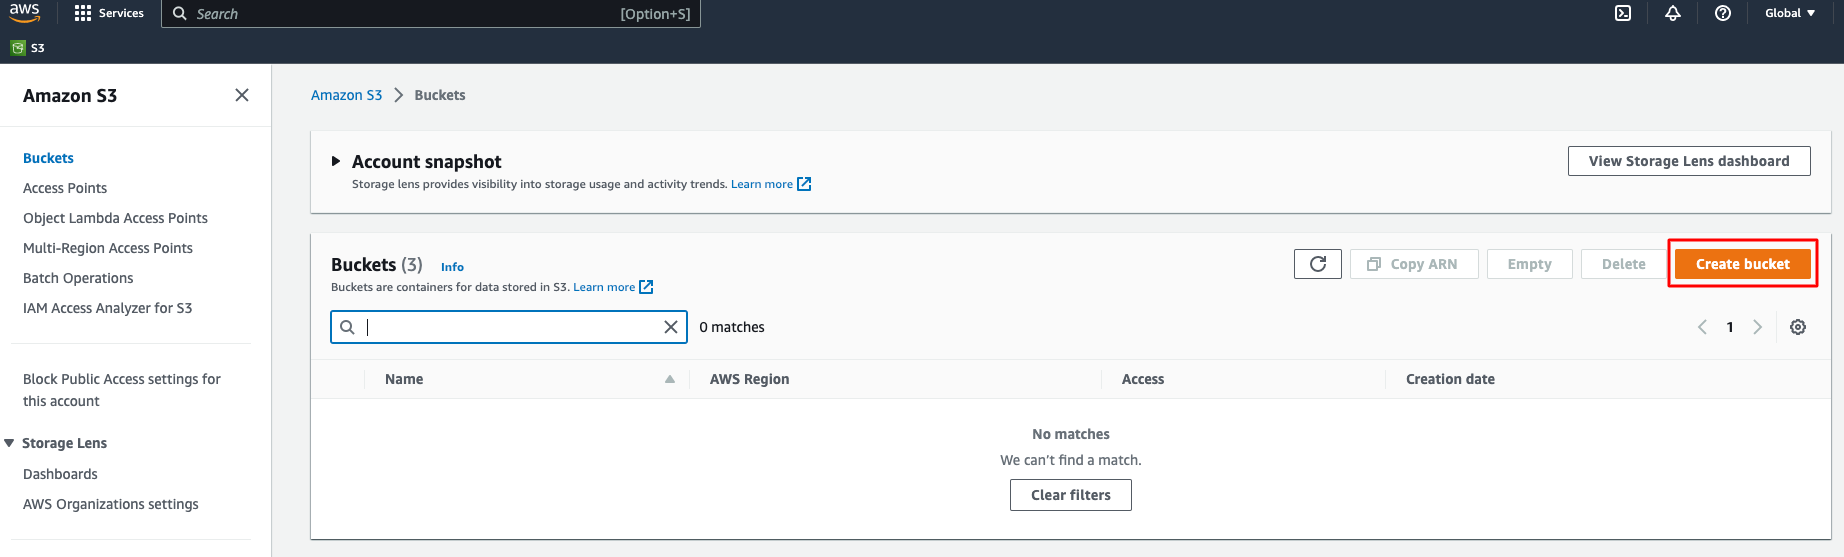 aws
Services
Search
[Option+S]
Global
S3
Amazon S3
Buckets
Access Points
Object Lambda Access Points
Multi-Region Access Points
Batch Operations
IAM Access Analyzer for S3
Block Public Access settings for
this account
Storage Lens
Dashboards
AWS Organizations settings
Amazon S3 > Buckets
Account snapshot
Storage lens provides visibility into storage usage and activity trends. Learn more
View Storage Lens dashboard
Buckets (3) Info
Buckets are containers for data stored in S3. Learn more
Copy ARN
Empty
Delete
Create bucket
0 matches
1
Name
AWS Region
Access
Creation date
No matches
We can't find a match.
Clear filters